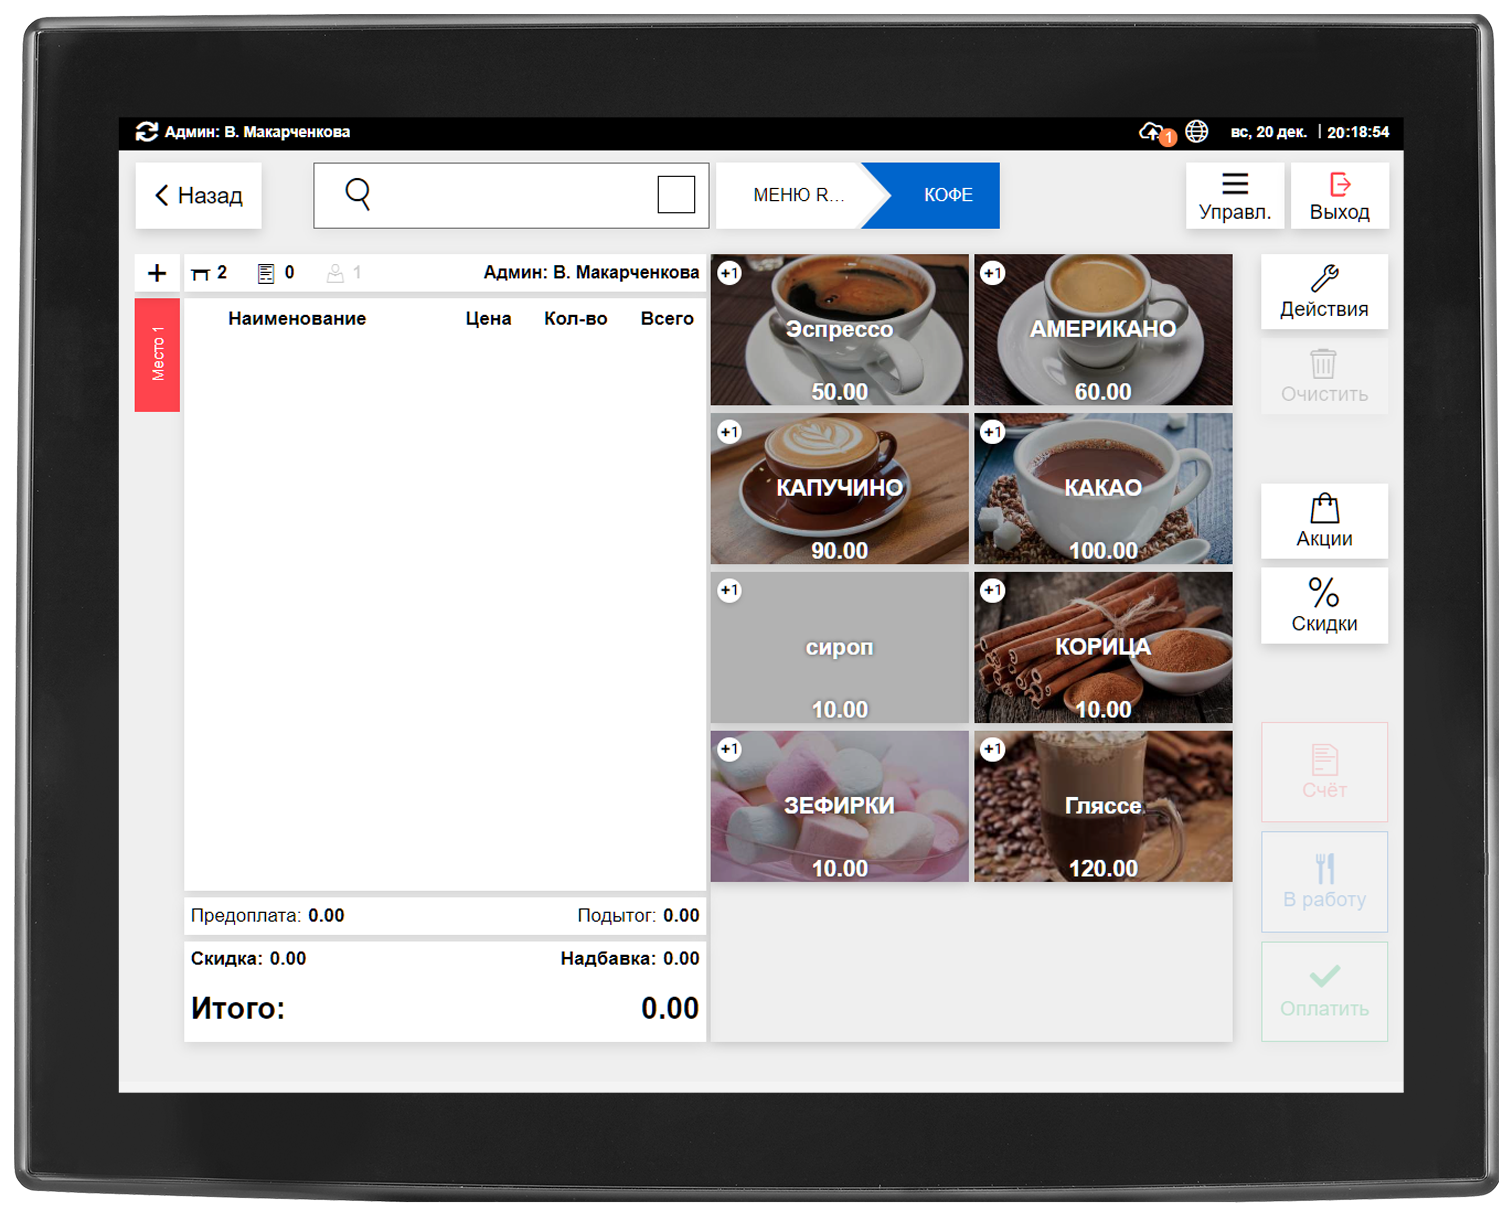 Админ: В. Макарченкова
1
вс, 20 дек. | 20:18:54
Назад
МЕНЮ R...
КОФЕ
Управл.
Выход
+
2
0
1
Админ: В. Макарченкова
Место 1
Наименование Цена Кол-во Всего
+1
Эспрессо
50.00
+1
АМЕРИКАНО
60.00
+1
КАПУЧИНО
90.00
+1
КАКАО
100.00
+1
сироп
10.00
+1
КОРИЦА
10.00
+1
ЗЕФИРКИ
10.00
+1
Гляссе
120.00
Действия
Очистить
Акции
%
Скидки
Счёт
В работу
Оплатить
Предоплата: 0.00 Подытог: 0.00
Скидка: 0.00 Надбавка: 0.00
Итого: 0.00